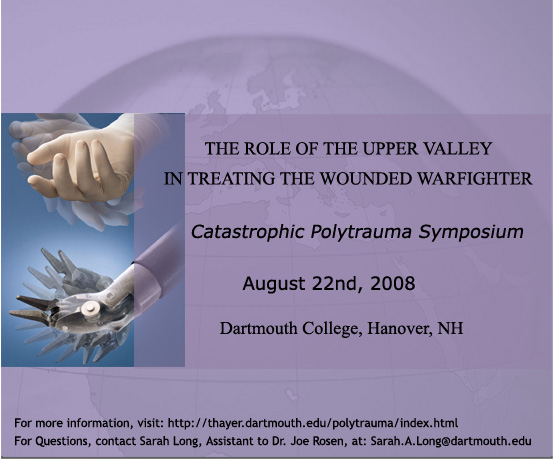 THE ROLE OF THE UPPER VALLEY
IN TREATING THE WOUNDED WARFIGHTER
Catastrophic Polytrauma Symposium
August 22nd, 2008
Dartmouth College, Hanover, NH
For more information, visit: http://thayer.dartmouth.edu/polytrauma/index.html
For Questions, contact Sarah Long, Assistant to Dr. Joe Rosen, at: Sarah.A.Long@dartmouth.edu